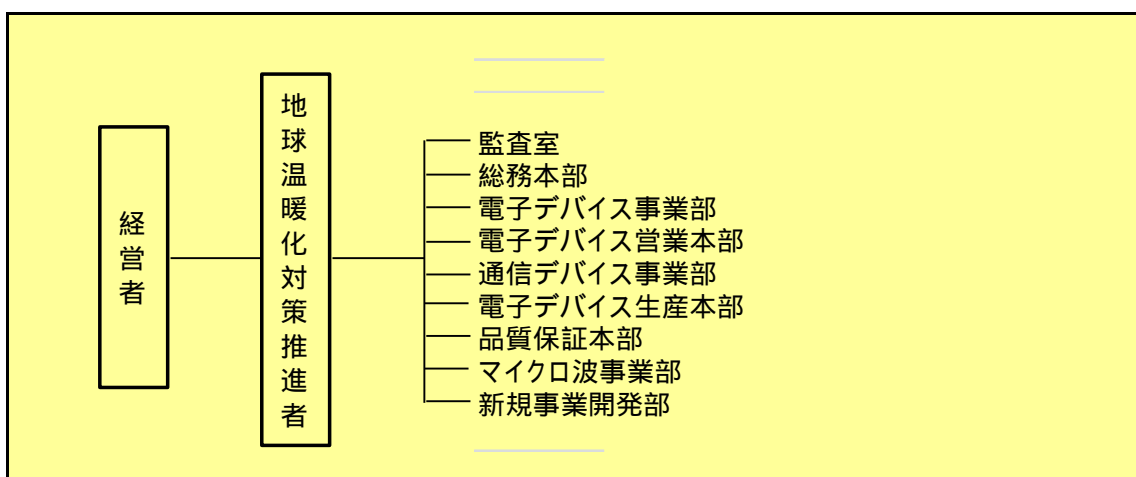 経営者
地球温暖化対策推進者
監査室
総務本部
電子デバイス事業部
電子デバイス営業本部
通信デバイス事業部
電子デバイス生産本部
品質保証本部
マイクロ波事業部
新規事業開発部